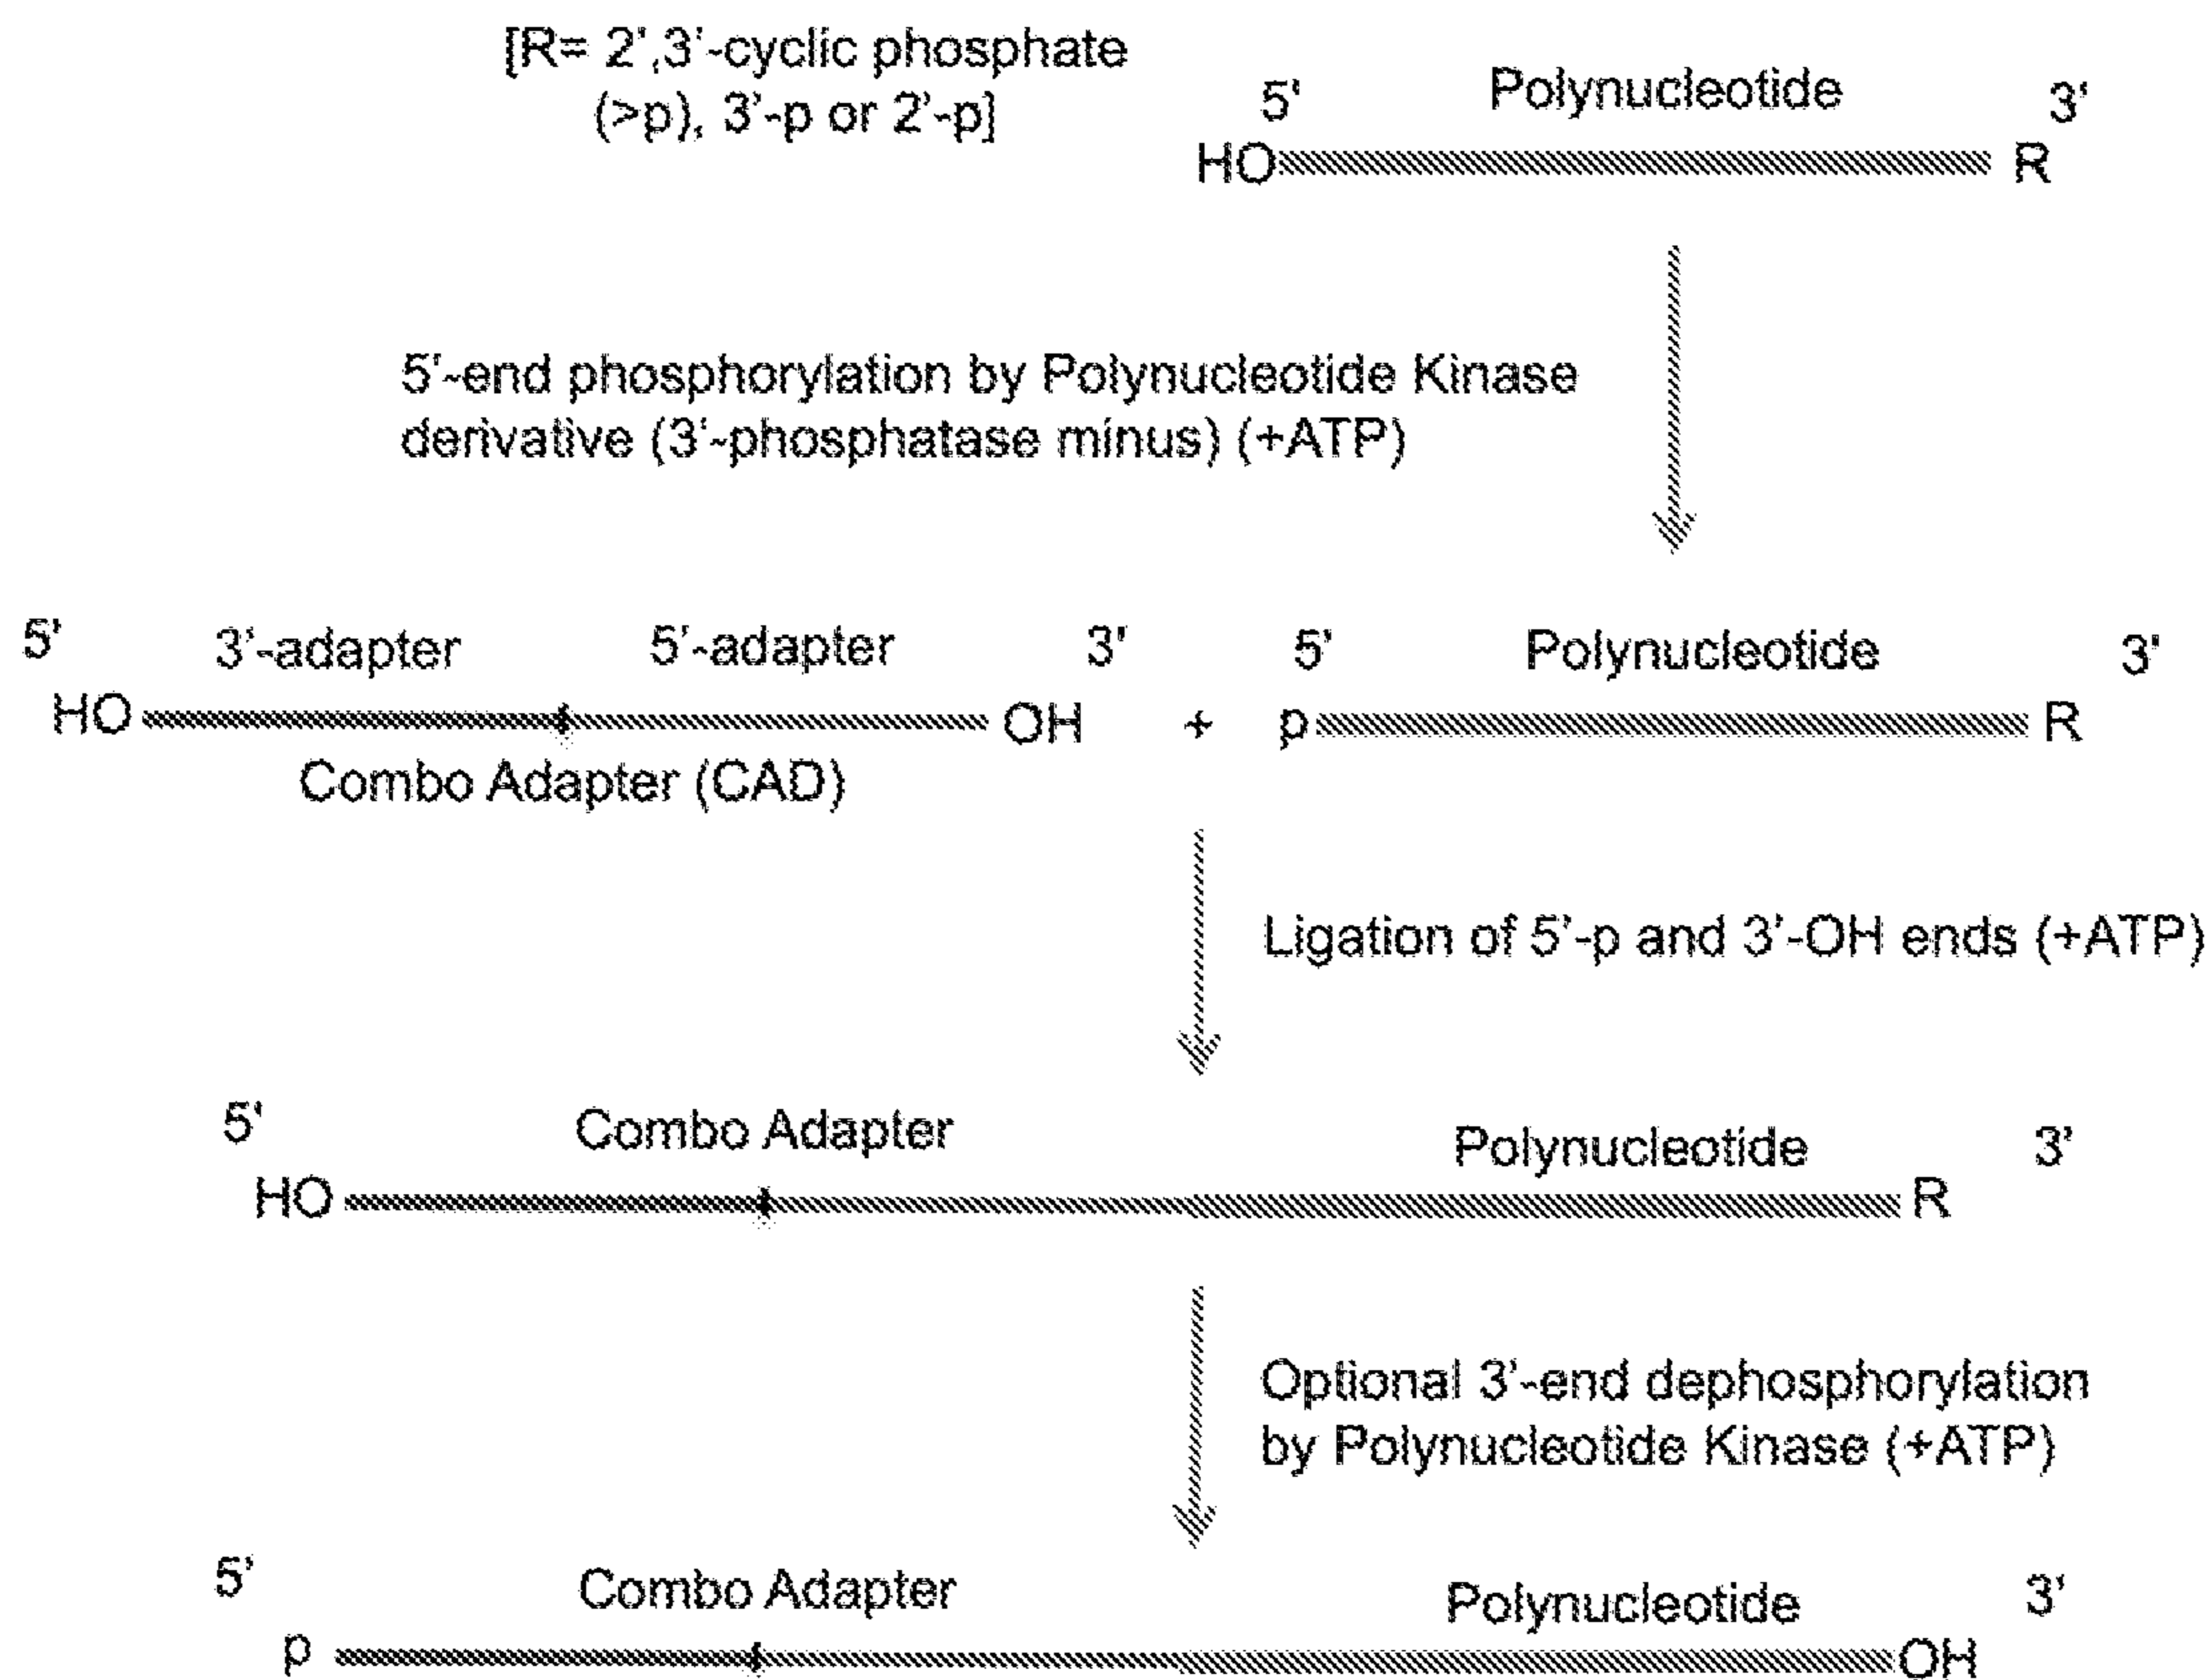 [R= 2',3'-cyclic phosphate
(>p), 3'-p or 2'-p]
5' Polynucleotide 3'
HO R
5'-end phosphorylation by Polynucleotide Kinase
derivative (3'-phosphatase minus) (+ATP)
5' 3'-adapter 5'-adapter 3' 5' Polynucleotide 3'
HO OH + p R
Combo Adapter (CAD)
Ligation of 5'-p and 3'-OH ends (+ATP)
5' Combo Adapter Polynucleotide 3'
HO R
Optional 3'-end dephosphorylation
by Polynucleotide Kinase (+ATP)
5' Combo Adapter Polynucleotide 3'
p OH